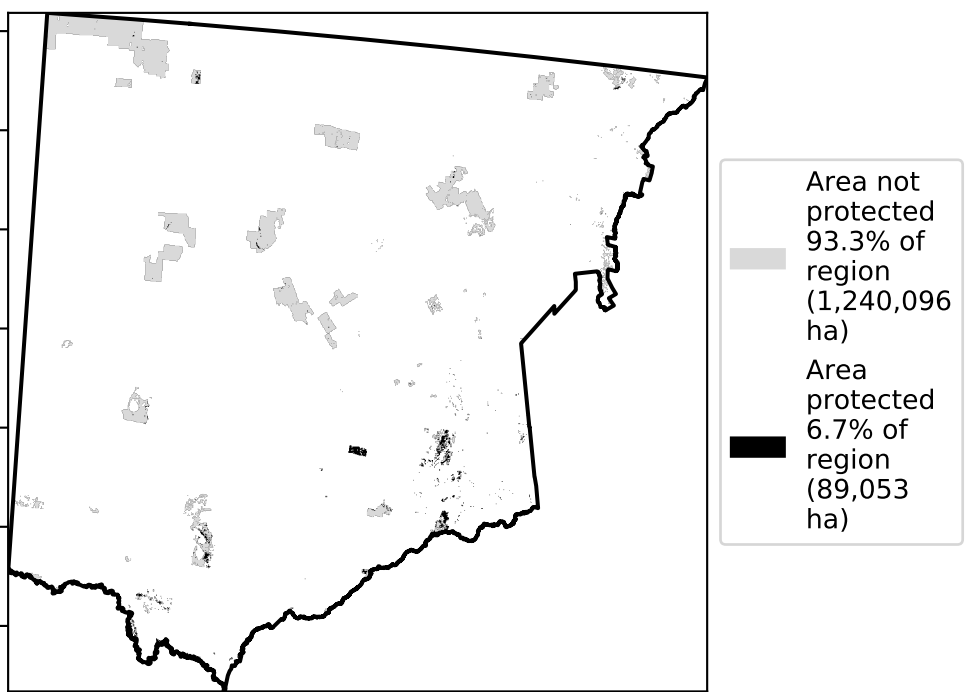 Area not
protected
93.3% of
region
(1,240,096
ha)
Area
protected
6.7% of
region
(89,053
ha)